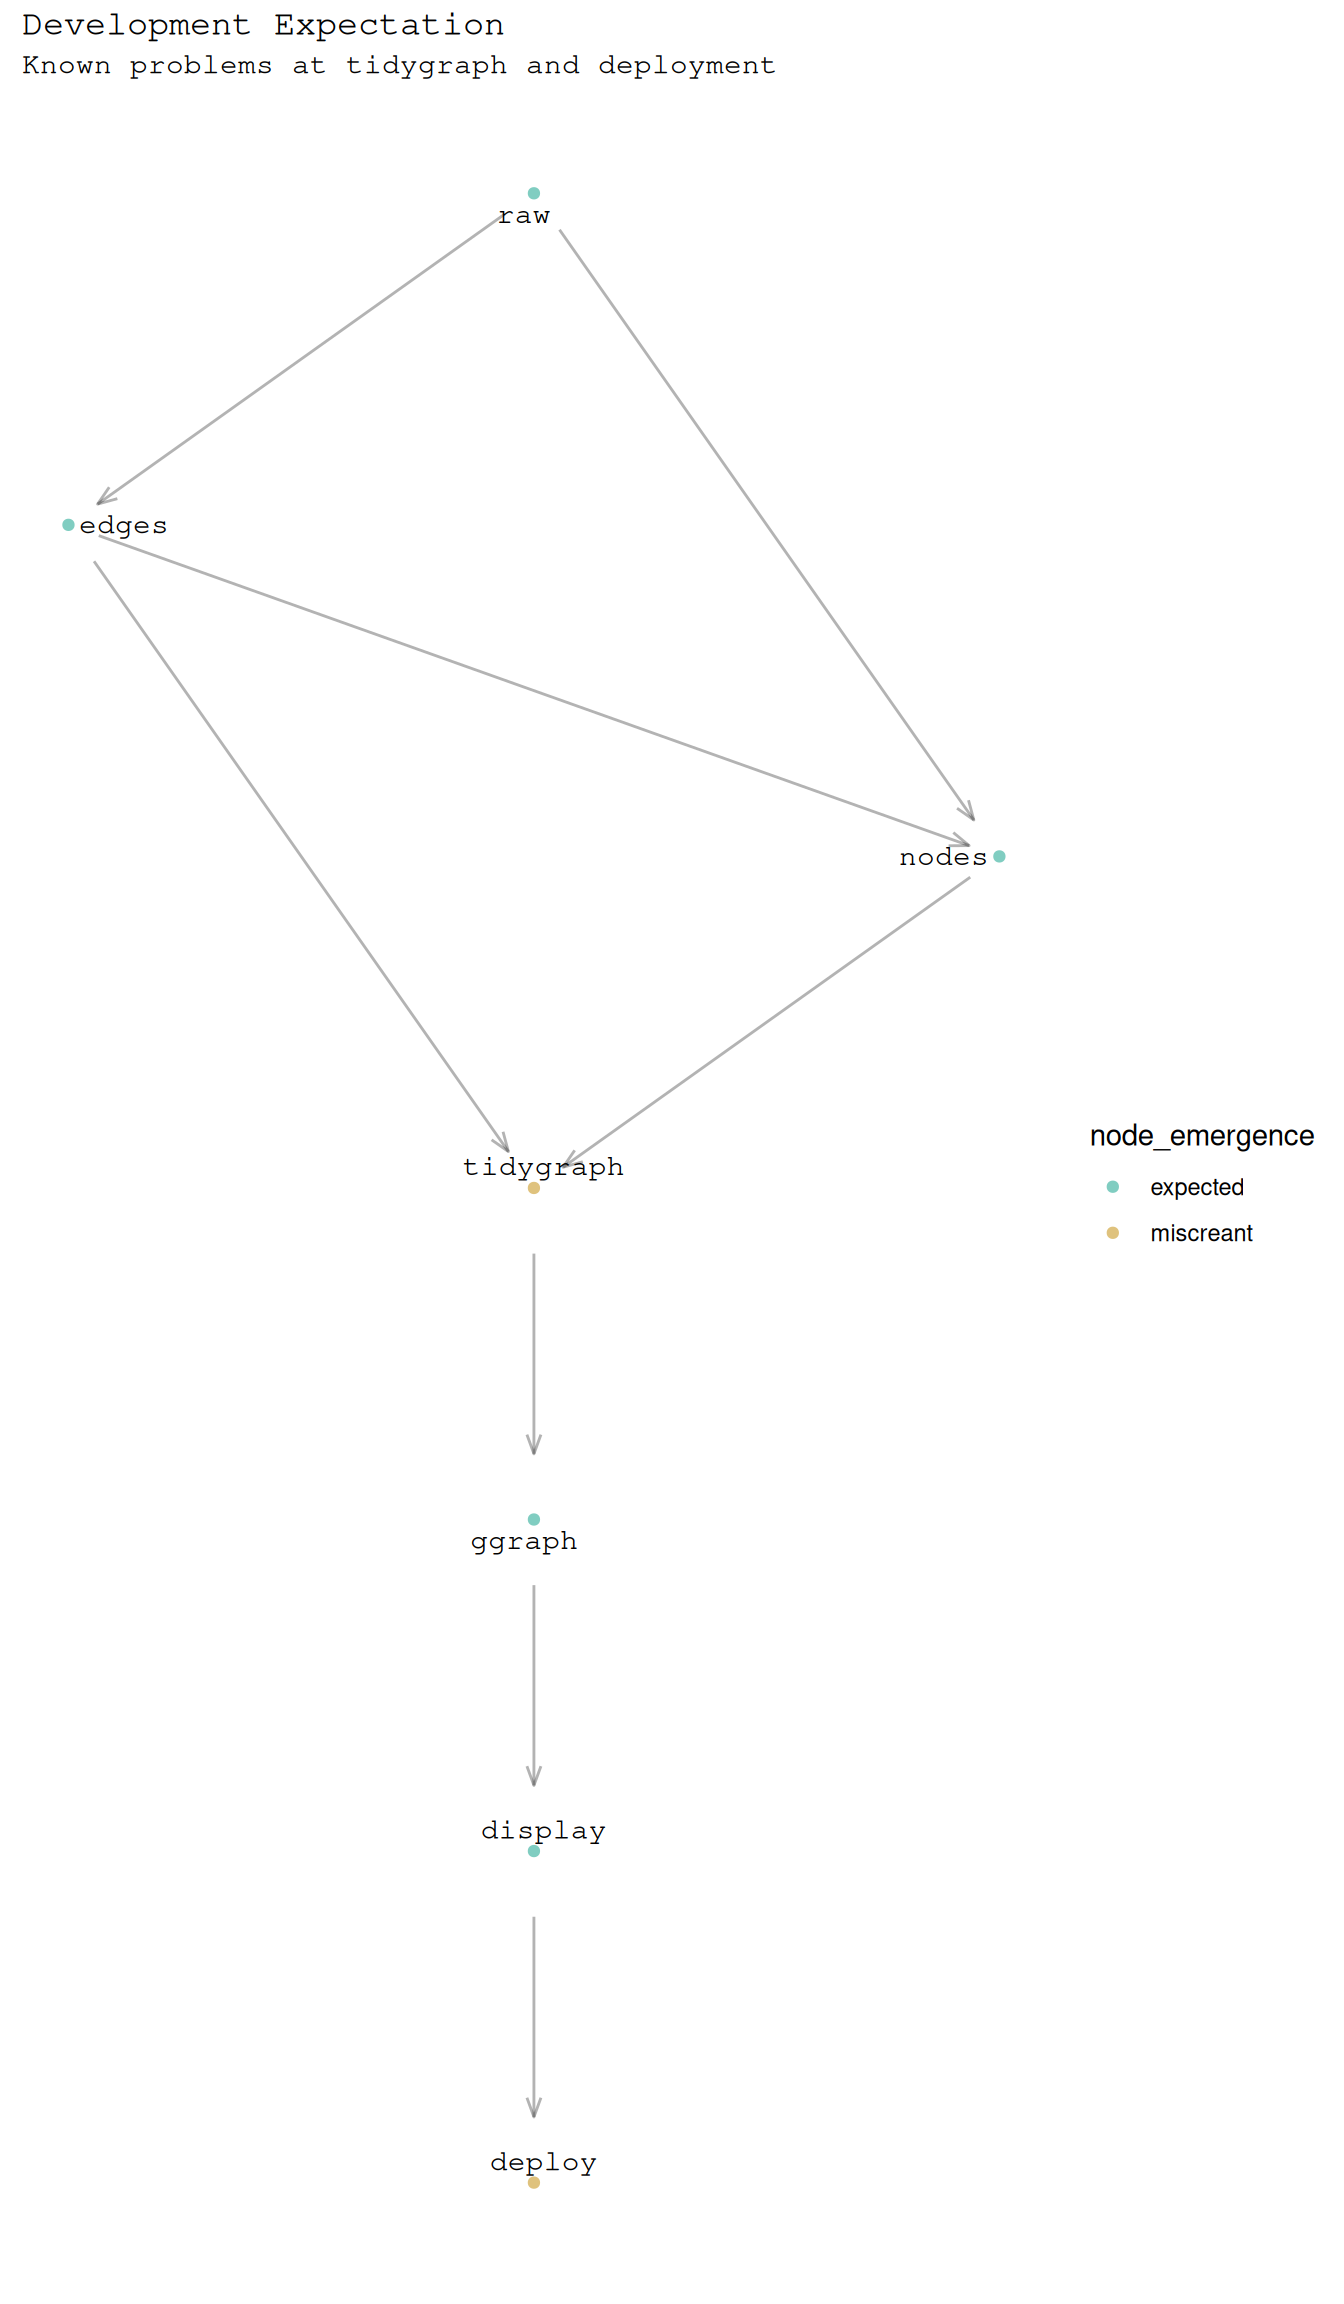 Development Expectation
Known problems at tidygraph and deployment
raw
edges
nodes
tidygraph
node_emergence
expected
miscreant
ggraph
display
deploy